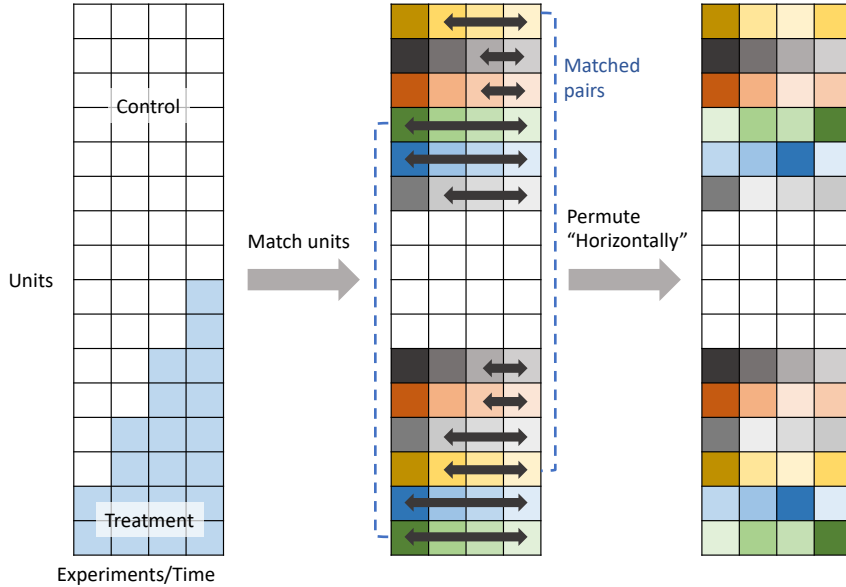 Control
Units
Treatment
Experiments/Time
Match units
Matched
pairs
Permute
“Horizontally”